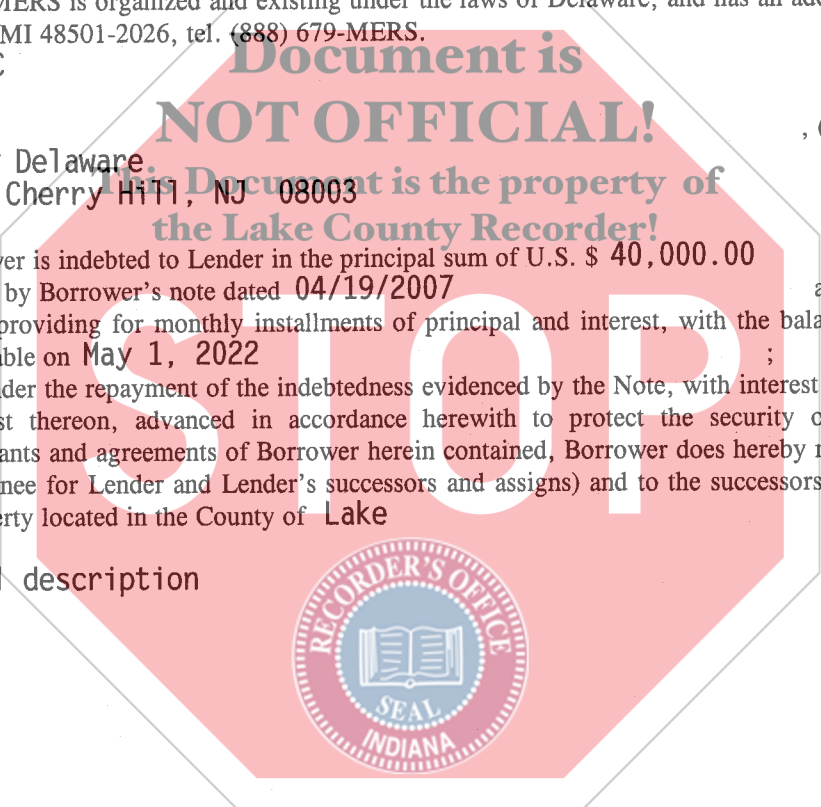 MERS is organized and existing under the laws of Delaware, and has an
MI 48501-2026, tel. (888) 679-MERS.
Document is
NOT OFFICIAL!
Delaware
This Document is the property of
Cherry Hill, NJ 08003
the Lake County Recorder!
er is indebted to Lender in the principal sum of U.S. $ 40,000.00
by Borrower's note dated 04/19/2007
providing for monthly installments of principal and interest, with the bala
ble on May 1, 2022 ;
der the repayment of the indebtedness evidenced by the Note, with interest
st thereon, advanced in accordance herewith to protect the security o
ants and agreements of Borrower herein contained, Borrower does hereby
nee for Lender and Lender's successors and assigns) and to the successors
erty located in the County of Lake
STOP
description
RECORDER'S OFFICE
SEAL
INDIANA